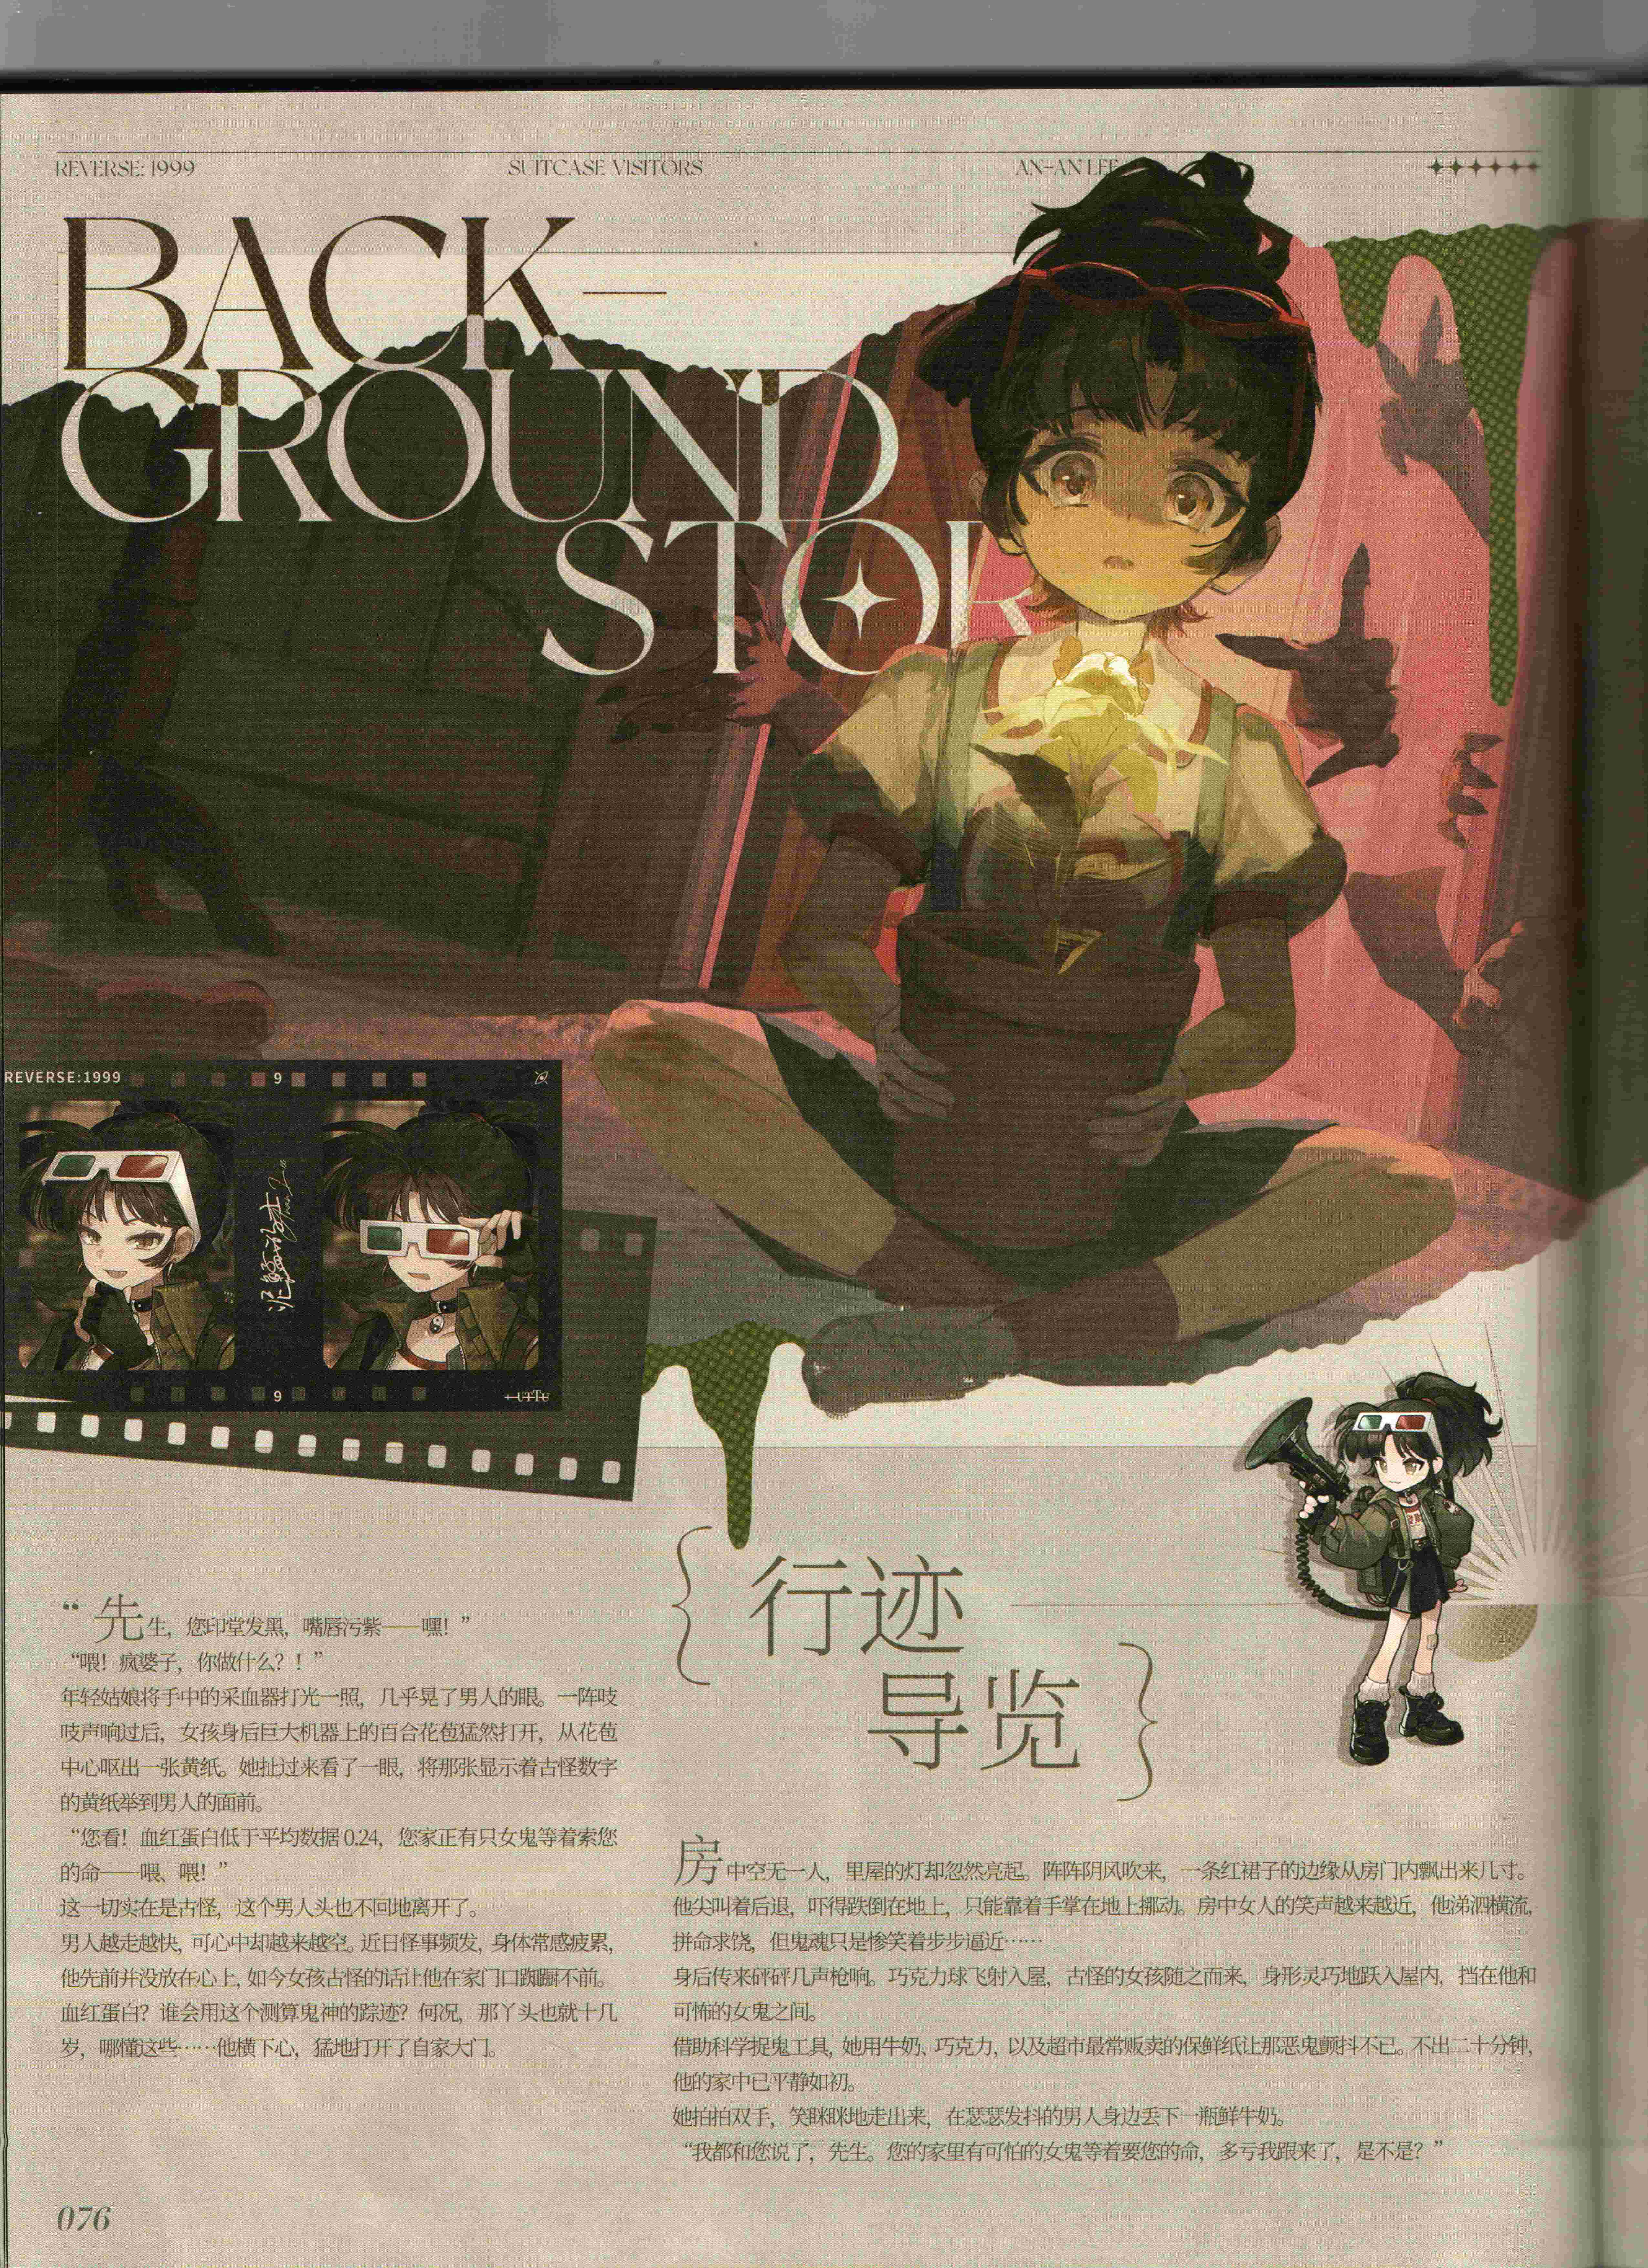 REVERSE: 1999
SUITCASE VISITORS
AN-AN LEE
BACK—
GROUND
STOR
REVERSE:1999
9
9
“先生，您印堂发黑，嘴唇污紫——嘿！”
“喂！疯婆子，你做什么？！”
年轻姑娘将手中的采血器打光一照，几乎晃了男人的眼。一阵吱
吱声响过后，女孩身后巨大机器上的百合花苞猛然打开，从花苞
中心呕出一张黄纸。她扯过来看了一眼，将那张显示着古怪数字
的黄纸举到男人的面前。
“您看！血红蛋白低于平均数据 0.24，您家正有只女鬼等着索您
的命——喂、喂！”
这一切实在是古怪，这个男人头也不回地离开了。
男人越走越快，可心中却越来越空。近日怪事频发，身体常感疲累，
他先前并没放在心上，如今女孩古怪的话让他在家门口踟蹰不前。
血红蛋白？谁会用这个测算鬼神的踪迹？何况，那丫头也就十几
岁，哪懂这些……他横下心，猛地打开了自家大门。
行迹
导览
房中空无一人，里屋的灯却忽然亮起。阵阵阴风吹来，一条红裙子的边缘从房门内飘出来几寸。
他尖叫着后退，吓得跌倒在地上，只能靠着手掌在地上挪动。房中女人的笑声越来越近，他涕泗横流，
拼命求饶，但鬼魂只是惨笑着步步逼近……
身后传来砰砰几声枪响。巧克力球飞射入屋，古怪的女孩随之而来，身形灵巧地跃入屋内，挡在他和
可怖的女鬼之间。
借助科学捉鬼工具，她用牛奶、巧克力，以及超市最常贩卖的保鲜纸让那恶鬼颤抖不已。不出二十分钟，
他的家中已平静如初。
她拍拍双手，笑眯眯地走出来，在瑟瑟发抖的男人身边丢下一瓶鲜牛奶。
“我都和您说了，先生。您的家里有可怕的女鬼等着要您的命，多亏我跟来了，是不是？”
076